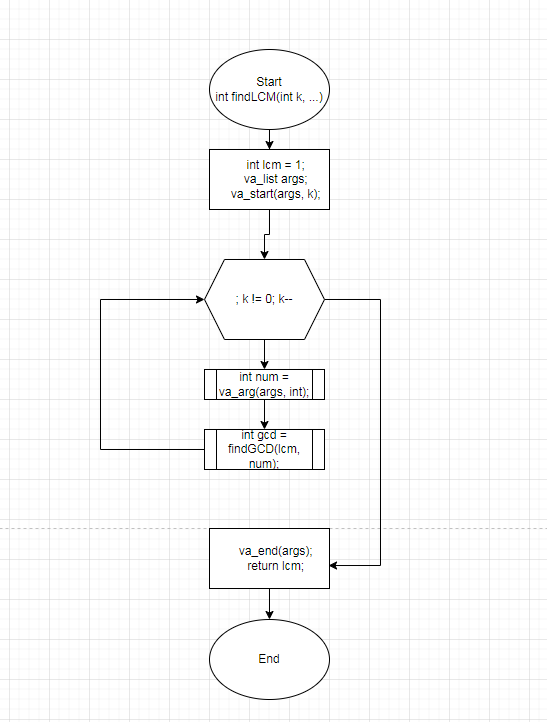 Start
int findLCM(int k, ...)
int lcm = 1;
va_list args;
va_start(args, k);
; k != 0; k--
int num =
va_arg(args, int);
int gcd =
findGCD(lcm,
num);
va_end(args);
return lcm;
End